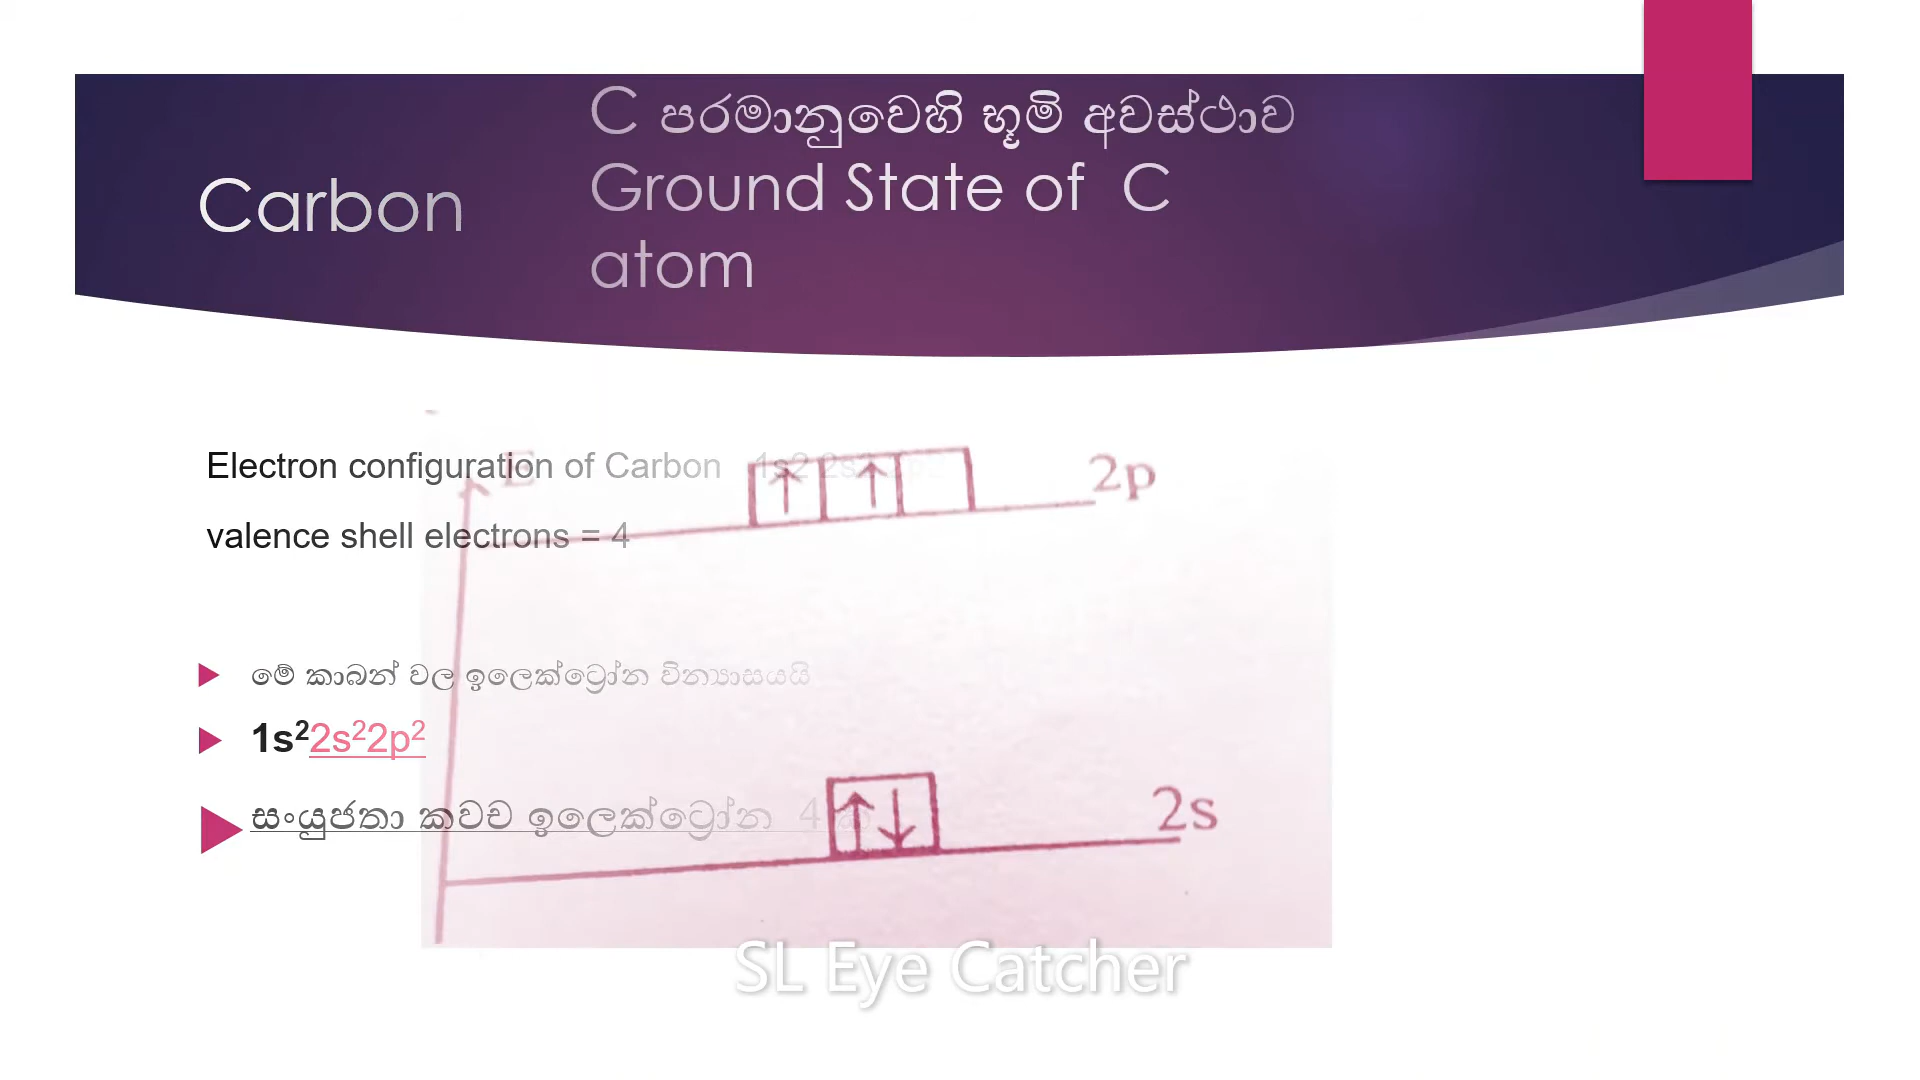 C පරමානුවෙහි භූමි අවස්ථාව
Ground State of C
atom
Carbon
Electron configuration of Carbon 1s2 2s2
E
2p
valence shell electrons = 4
මේ කාබන් වල ඉලෙක්ට්‍රෝන වින්‍යාසයයි
1s²2s²2p²
සංයුජතා කවච ඉලෙක්ට්‍රෝන 4
2s
SL Eye Catcher